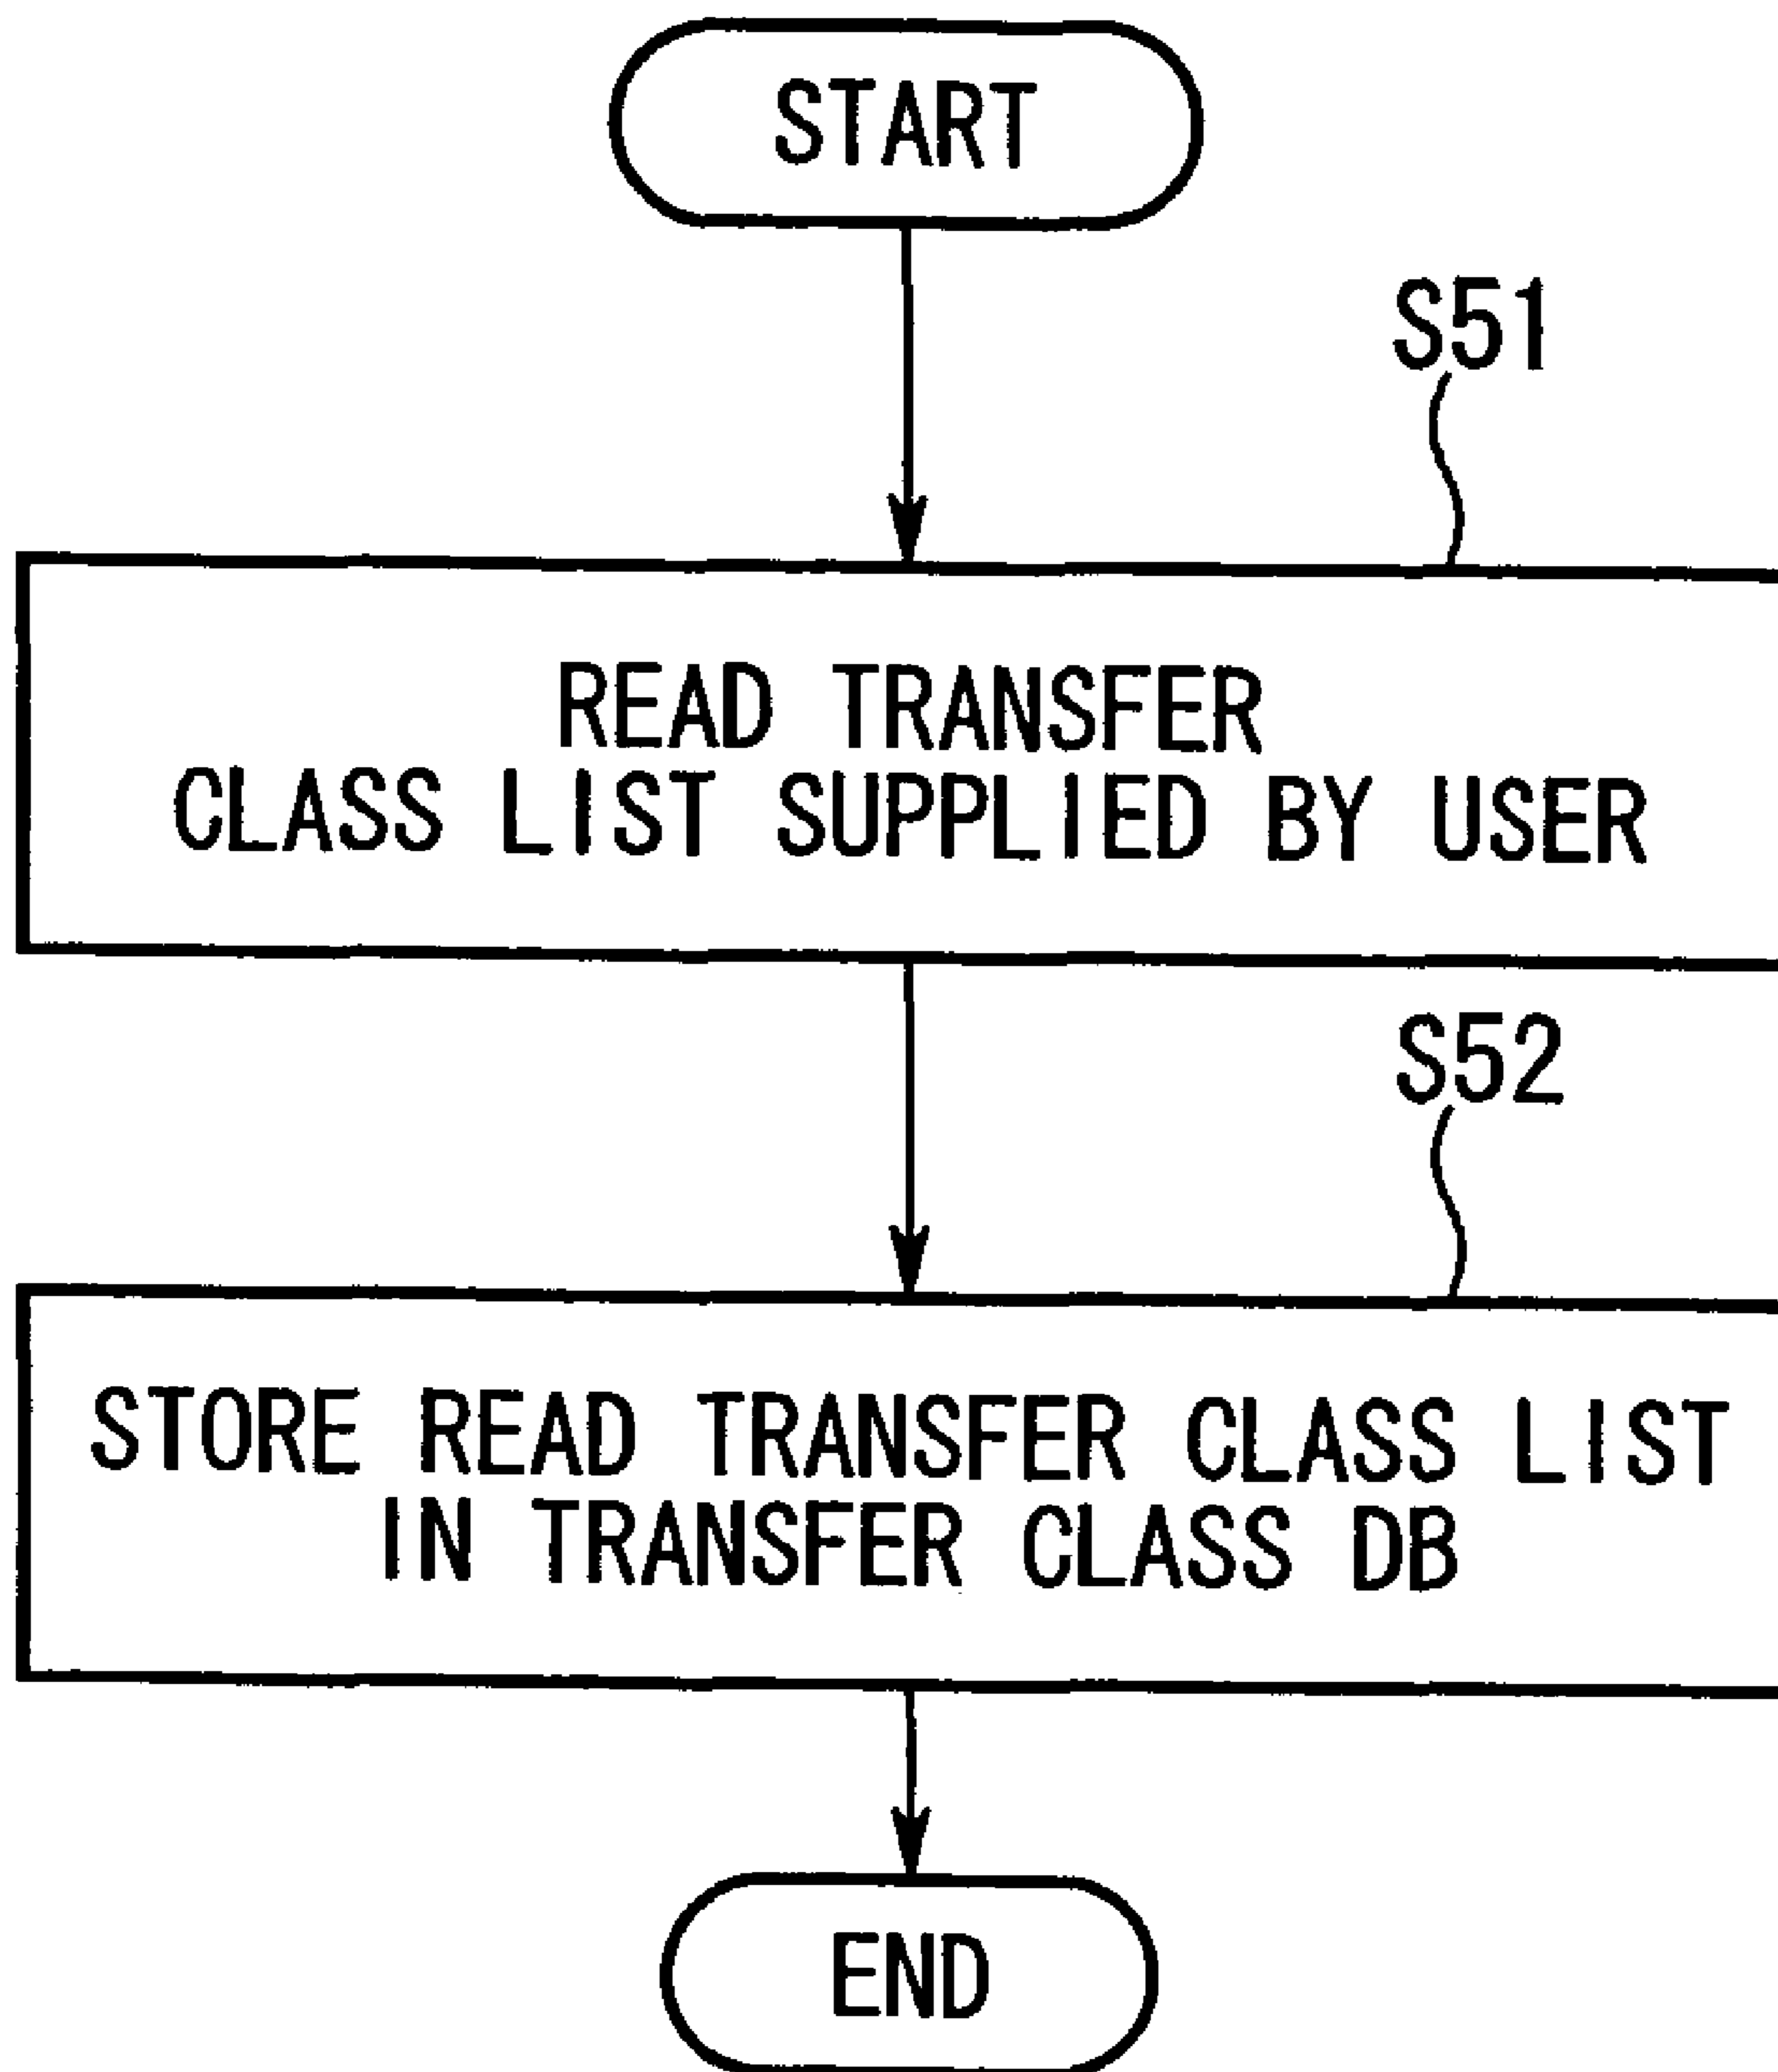 START
S51
READ TRANSFER
CLASS LIST SUPPLIED BY USER
S52
STORE READ TRANSFER CLASS LIST
IN TRANSFER CLASS DB
END